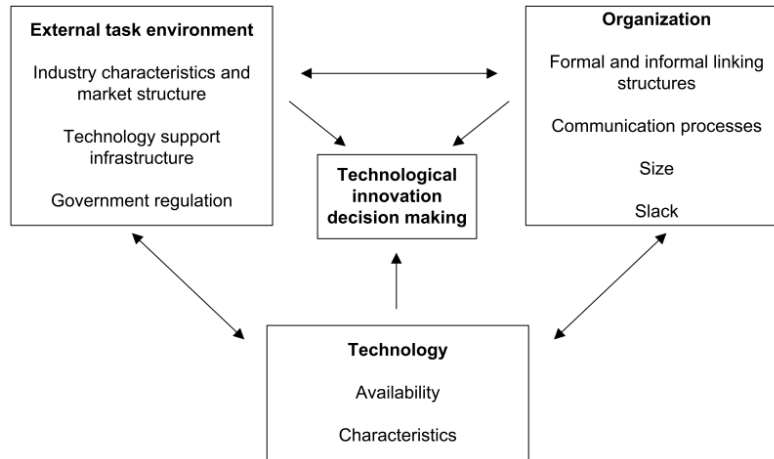 External task environment
Industry characteristics and
market structure
Technology support
infrastructure
Government regulation
Organization
Formal and informal linking
structures
Communication processes
Size
Slack
Technological
innovation
decision making
Technology
Availability
Characteristics